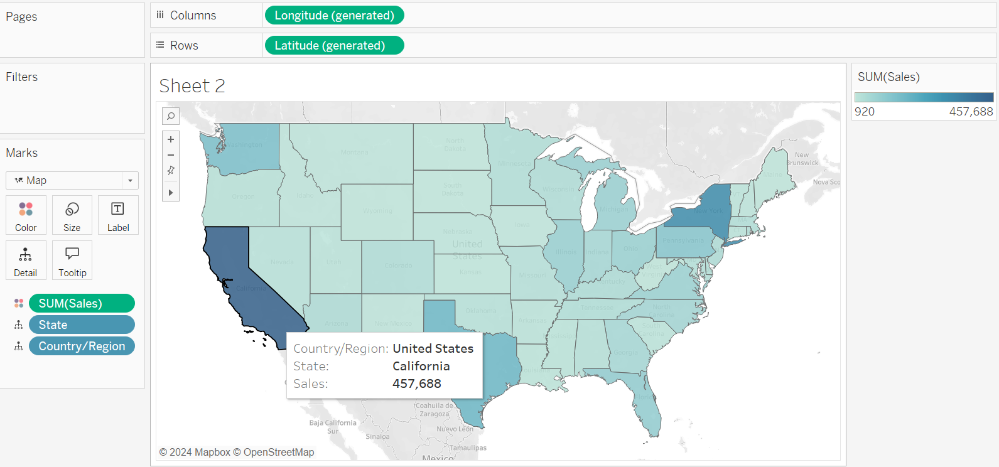 Pages
Columns
Longitude (generated)
Rows
Latitude (generated)
Filters
Marks
Map
Color
Size
Label
Detail
Tooltip
SUM(Sales)
State
Country/Region
Sheet 2
Washington
Montana
North
Dakota
Minnesota
Oregon
Idaho
South
Dakota
Wyoming
Wisconsin
Michigan
Maine
New
Brunswick
Nova Sco
New York
Iowa
Nebraska
United
States
Pennsylvania
Nevada
Utah
Colorado
Kansas
Illinois
Indiana
Ohio
Missouri
West
Virginia
Kentucky
California
Arizona
New Mexico
Oklahoma
Arkansas
Tennessee
North
Carolina
South
Carolina
Mississippi
Georgia
Louisiana
Florida
Country/Region: United States
State: California
Sales: 457,688
Coahuila de
Zaragoza
Baja California
Sur
Sinaloa
Nuevo León
Tamaulipas
Mexico
© 2024 Mapbox © OpenStreetMap
SUM(Sales)
920 457,688